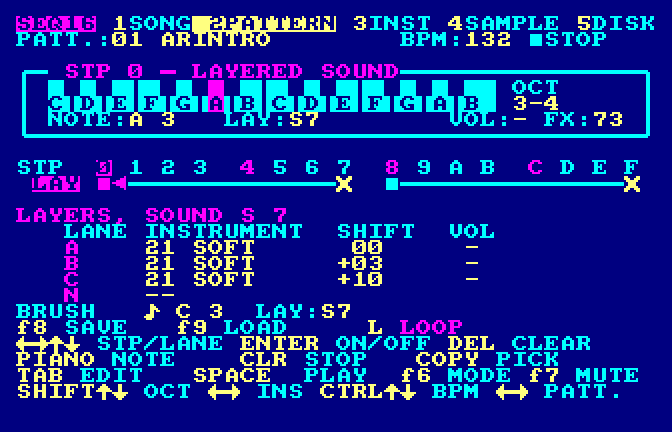 SEQ16 1SONG 2PATTERN 3INST 4SAMPLE 5DISK
PATT.:01 ARINTRO BPM:132 ■STOP
STP 0 - LAYERED SOUND
C D E F G A B C D E F G A B OCT
3-4
NOTE:A 3 LAY:S7 VOL:- FX:73
STP 0 1 2 3 4 5 6 7 8 9 A B C D E F
LAY
LAYERS, SOUND S 7
LANE INSTRUMENT SHIFT VOL
A 21 SOFT 00 -
B 21 SOFT +03 -
C 21 SOFT +10 -
N --
BRUSH ♪ C 3 LAY:S7
f8 SAVE f9 LOAD L LOOP
↔↑↓ STP/LANE ENTER ON/OFF DEL CLEAR
PIANO NOTE CLR STOP COPY PICK
TAB EDIT SPACE PLAY f6 MODE f7 MUTE
SHIFT↑↓ OCT ↔ INS CTRL↑↓ BPM ↔ PATT.